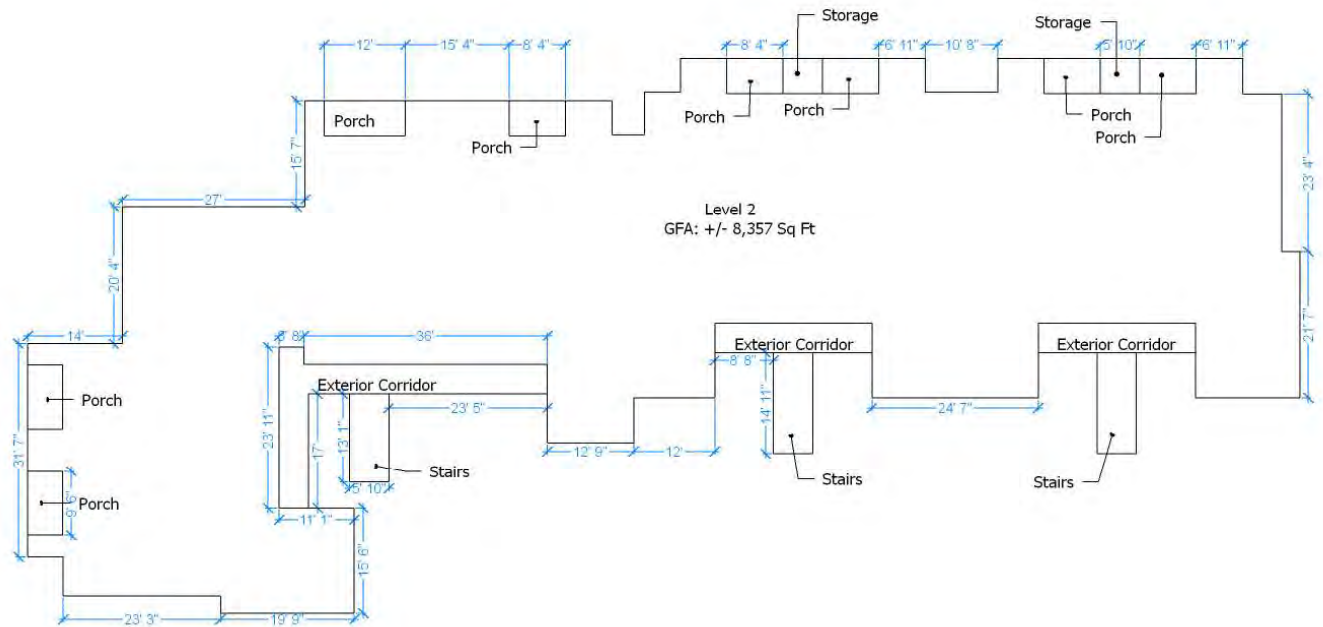 Storage
Storage
12'
15' 4"
8' 4"
8' 4"
6' 11"
10' 8"
5' 10"
6' 11"
Porch
Porch
Porch
Porch
Porch
Porch
15' 7"
23' 4"
27'
Level 2
GFA: +/- 8,357 Sq Ft
20' 4"
21' 7"
14'
36'
Exterior Corridor
Exterior Corridor
8' 8"
Exterior Corridor
Porch
23' 5"
24' 7"
14' 11"
23' 11"
31' 7"
17'
13' 1"
12' 9"
12'
Stairs
Stairs
Stairs
5' 10"
Porch
9' 6"
11' 1"
15' 6"
23' 3"
19' 9"